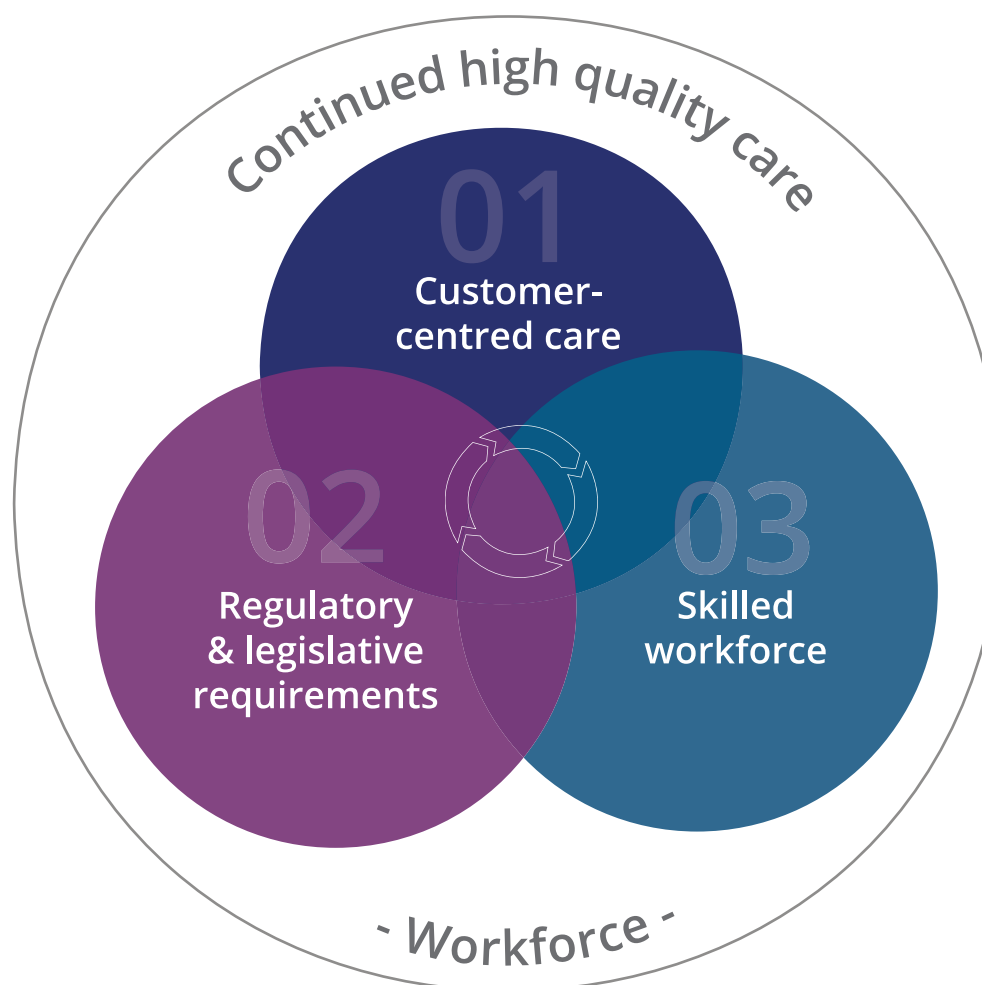 Continued high quality care
01
Customer-
centred care
02
Regulatory
& legislative
requirements
03
Skilled
workforce
- Workforce -